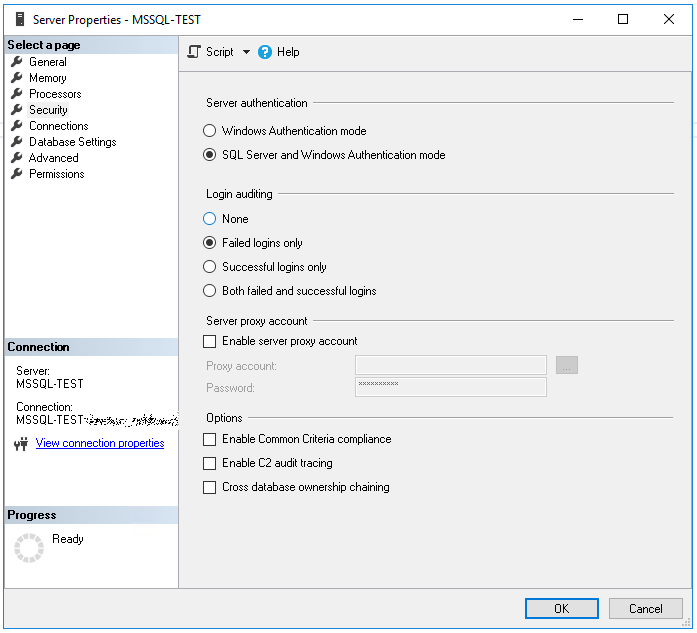 Server Properties - MSSQL-TEST
Select a page
General
Memory
Processors
Security
Connections
Database Settings
Advanced
Permissions
Connection
Server:
MSSQL-TEST
Connection:
MSSQL-TEST
View connection properties
Progress
Ready
Script
Help
Server authentication
Windows Authentication mode
SQL Server and Windows Authentication mode
Login auditing
None
Failed logins only
Successful logins only
Both failed and successful logins
Server proxy account
Enable server proxy account
Proxy account:
...
Password:
**********
Options
Enable Common Criteria compliance
Enable C2 audit tracing
Cross database ownership chaining
OK
Cancel